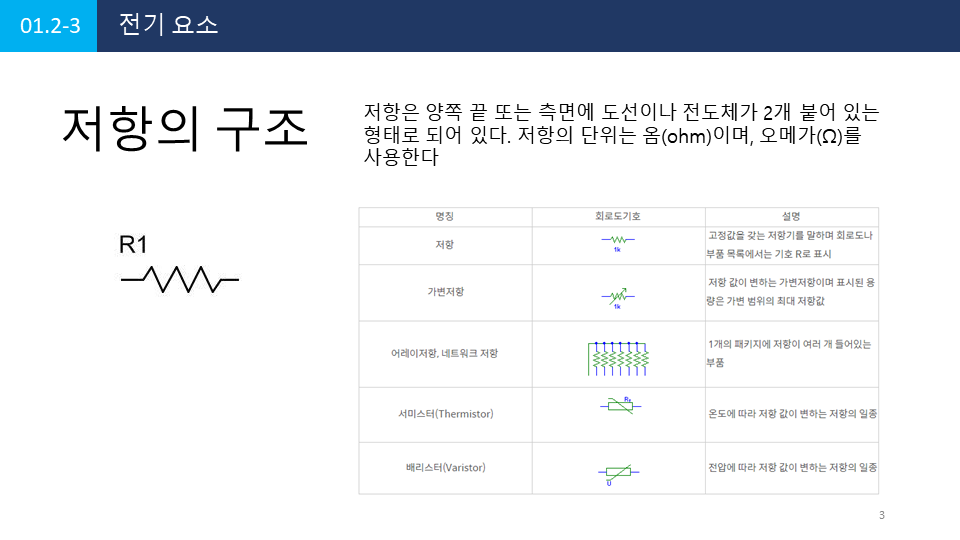 01.2-3
전기 요소
저항의 구조
저항은 양쪽 끝 또는 측면에 도선이나 전도체가 2개 붙어 있는
형태로 되어 있다. 저항의 단위는 옴(ohm)이며, 오메가(Ω)를
사용한다
R1
명칭 회로도기호 설명
저항
1k
고정값을 갖는 저항기를 말하며 회로도나
부품 목록에서는 기호 R로 표시
가변저항
1k
저항 값이 변하는 가변저항이며 표시된 용
량은 가변 범위의 최대 저항값
어레이저항, 네트워크 저항
1개의 패키지에 저항이 여러 개 들어있는
부품
서미스터(Thermistor)
온도에 따라 저항 값이 변하는 저항의 일종
배리스터(Varistor)
U
전압에 따라 저항 값이 변하는 저항의 일종
3